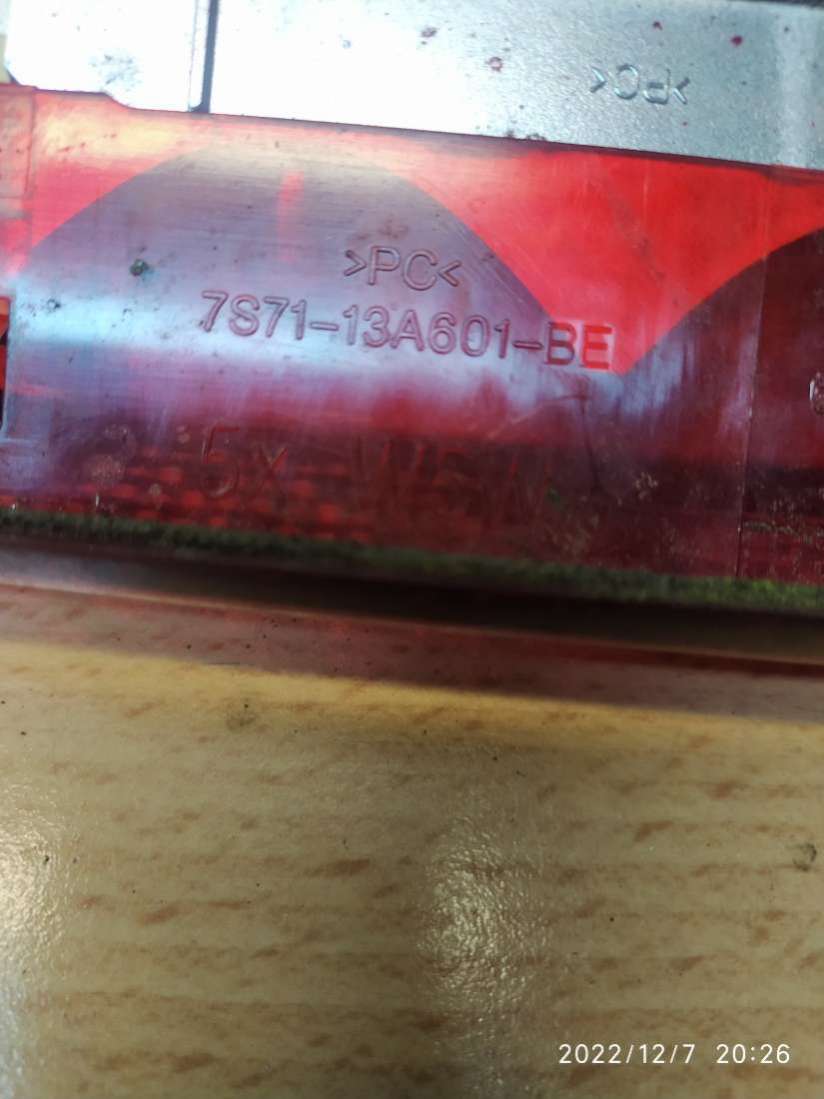 >PC<
>PC<
7S71-13A601-BE
5x W5W
2022/12/7 20:26